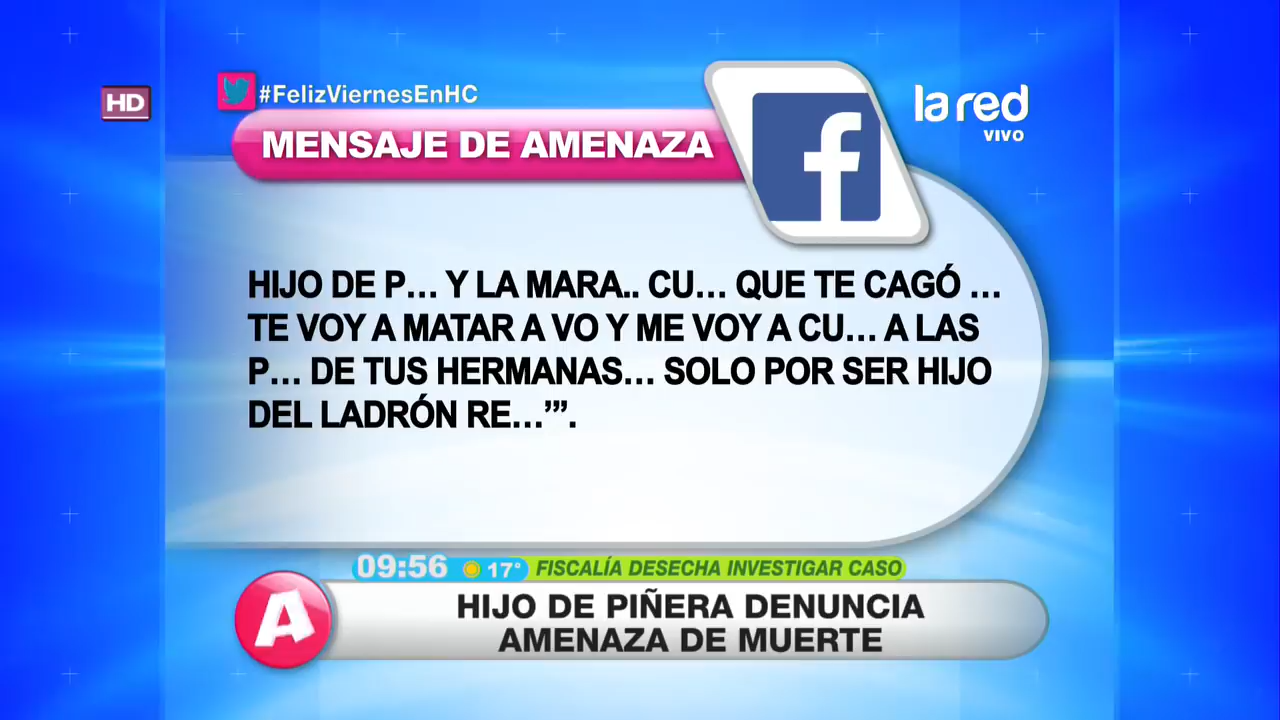 #FelizViernesEnHC
HD
la red
VIVO
MENSAJE DE AMENAZA
f
HIJO DE P... Y LA MARA.. CU... QUE TE CAGÓ ...
TE VOY A MATAR A VO Y ME VOY A CU... A LAS
P... DE TUS HERMANAS... SOLO POR SER HIJO
DEL LADRÓN RE...’”.
09:56 17° FISCALÍA DESECHA INVESTIGAR CASO
A
HIJO DE PIÑERA DENUNCIA
AMENAZA DE MUERTE